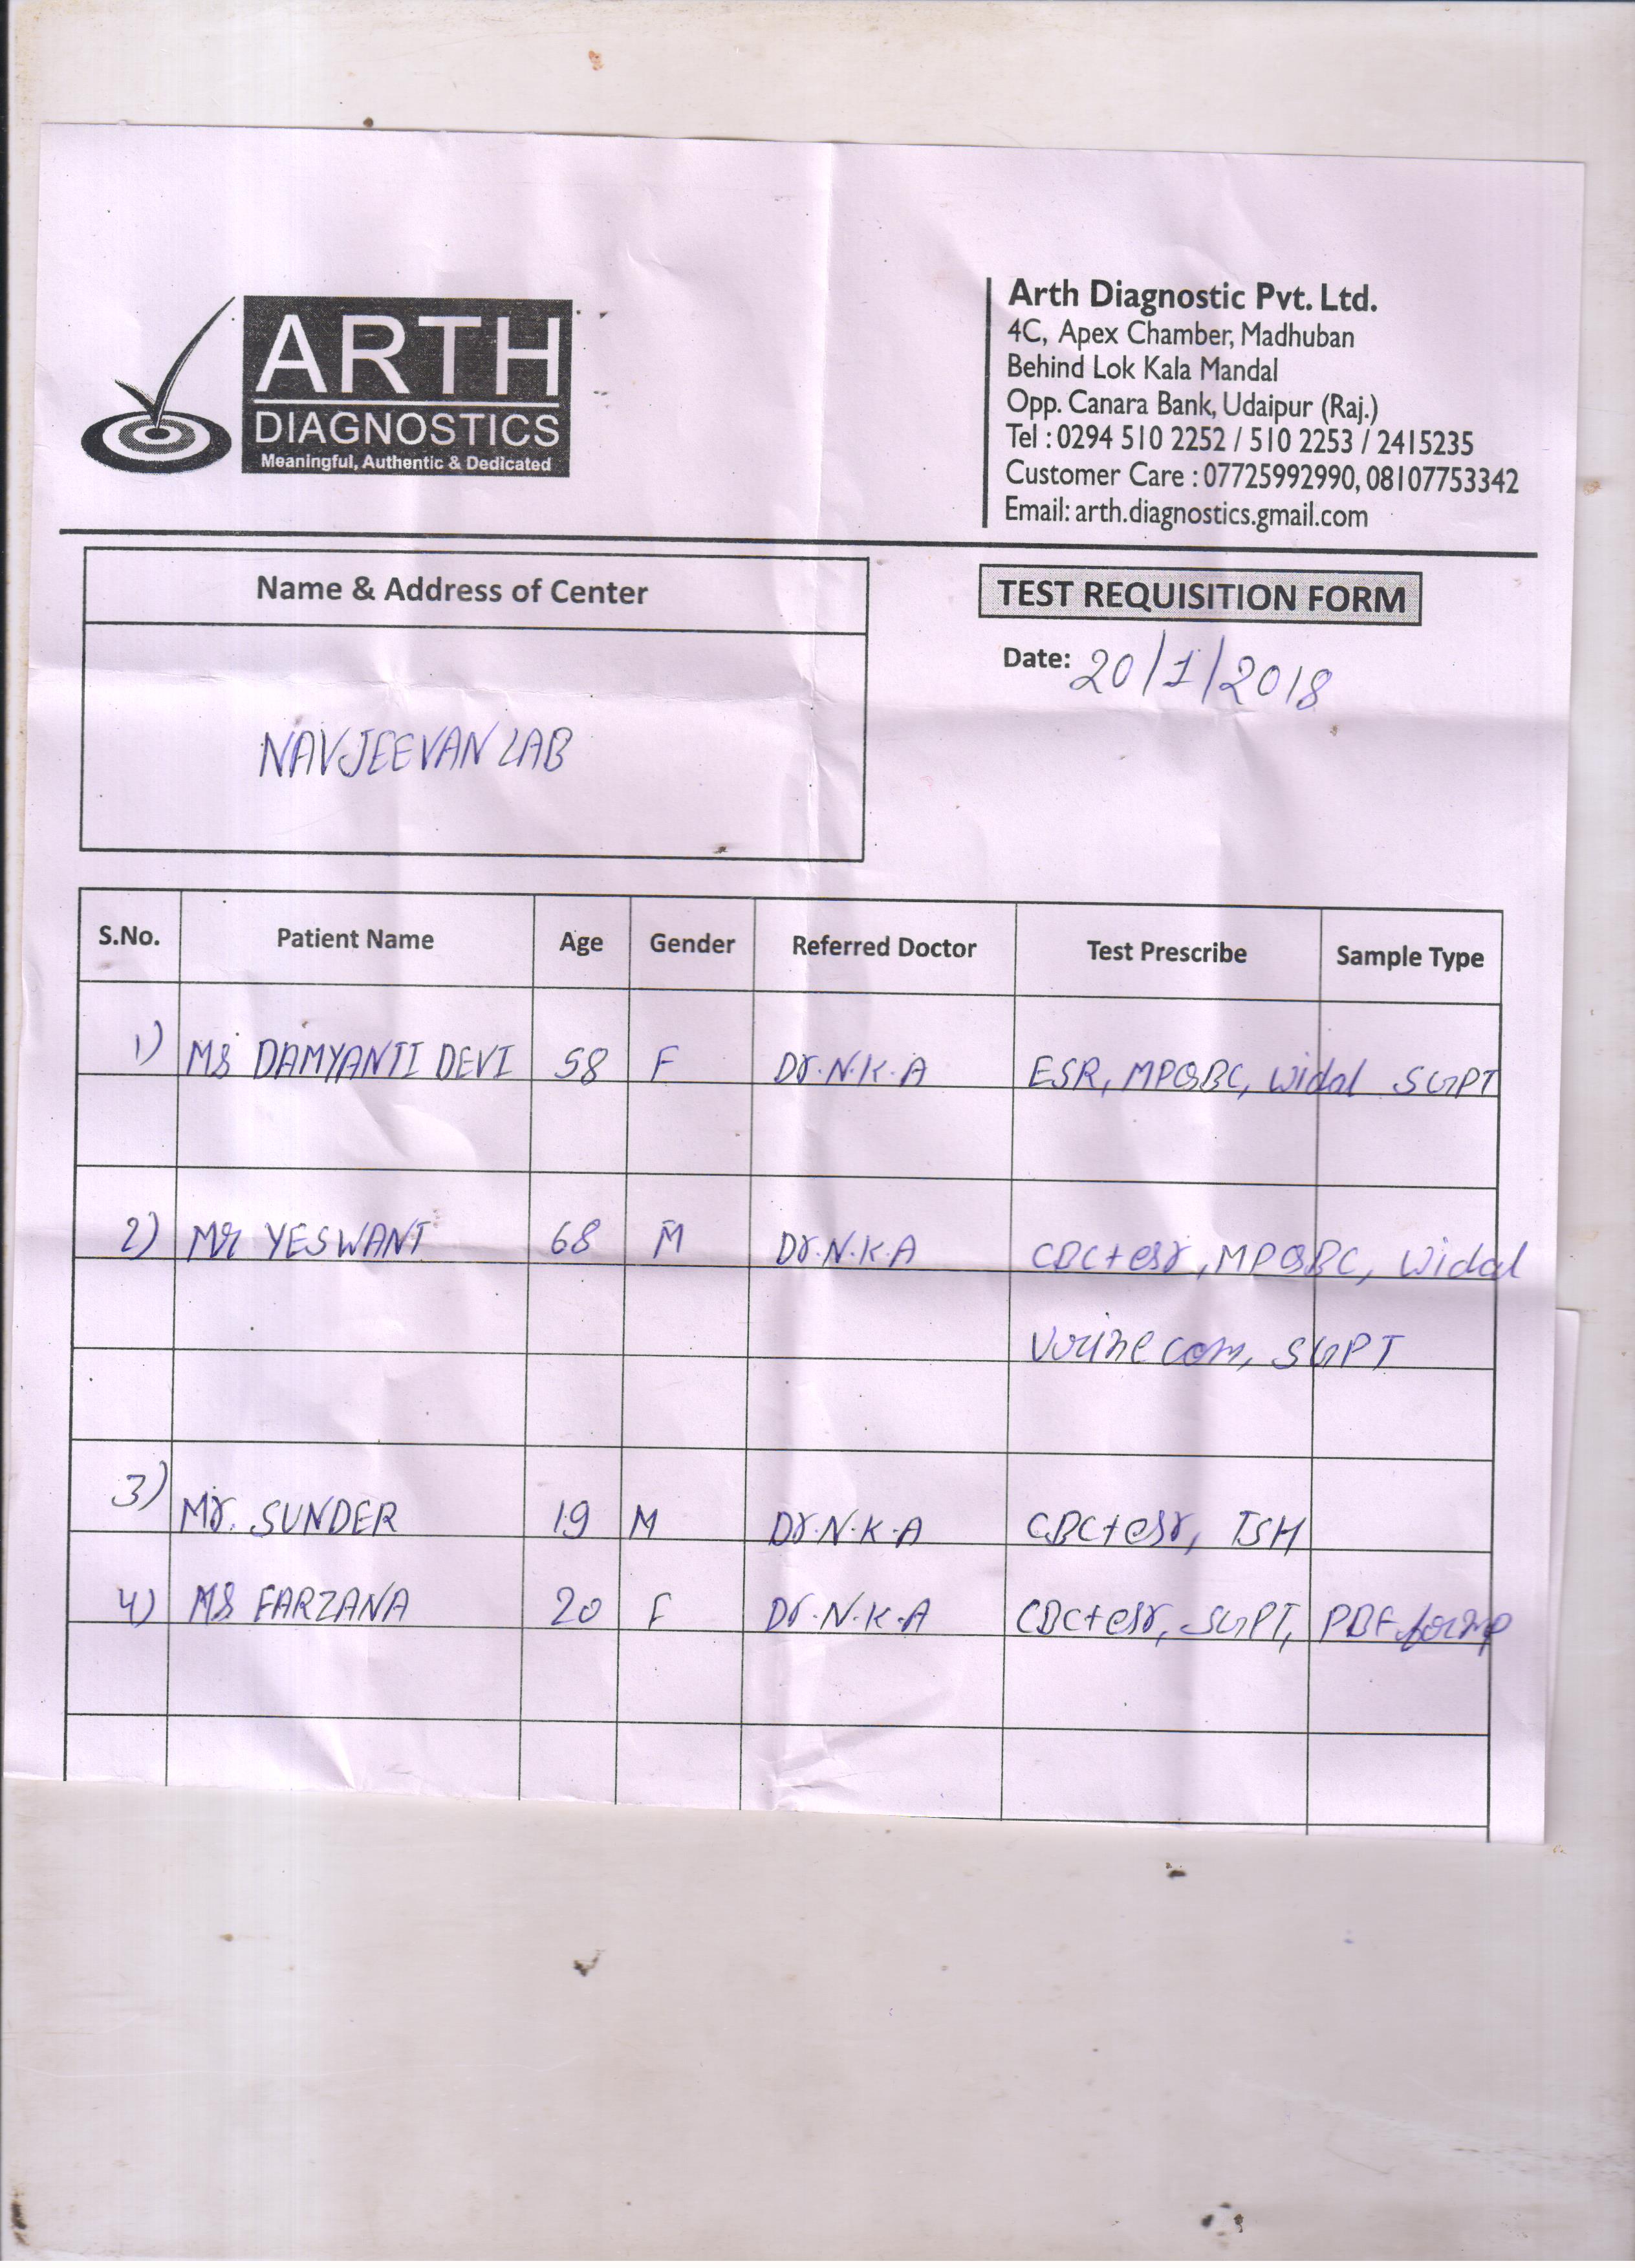 ARTH
DIAGNOSTICS
Meaningful, Authentic & Dedicated
Arth Diagnostic Pvt. Ltd.
4C, Apex Chamber, Madhuban
Behind Lok Kala Mandal
Opp. Canara Bank, Udaipur (Raj.)
Tel : 0294 510 2252 / 510 2253 / 2415235
Customer Care : 07725992990, 08107753342
Email: arth.diagnostics.gmail.com
Name & Address of Center
TEST REQUISITION FORM
Date: 20/1/2018
NAVJEEVAN LAB
S.No. Patient Name Age Gender Referred Doctor Test Prescribe Sample Type
1) Ms DAMYANTI DEVI 58 F Dr.N.K.A ESR, MPQBC, Widal SGPT
2) Mr YESWANT 68 M Dr.N.K.A CBC+esr, MPQBC, Widal
Urine com, SGPT
3) Mr. SUNDER 19 M Dr.N.K.A CBC+esr, TSH
4) Ms FARZANA 20 F Dr.N.K.A CBC+esr, SGPT, PBF for mp